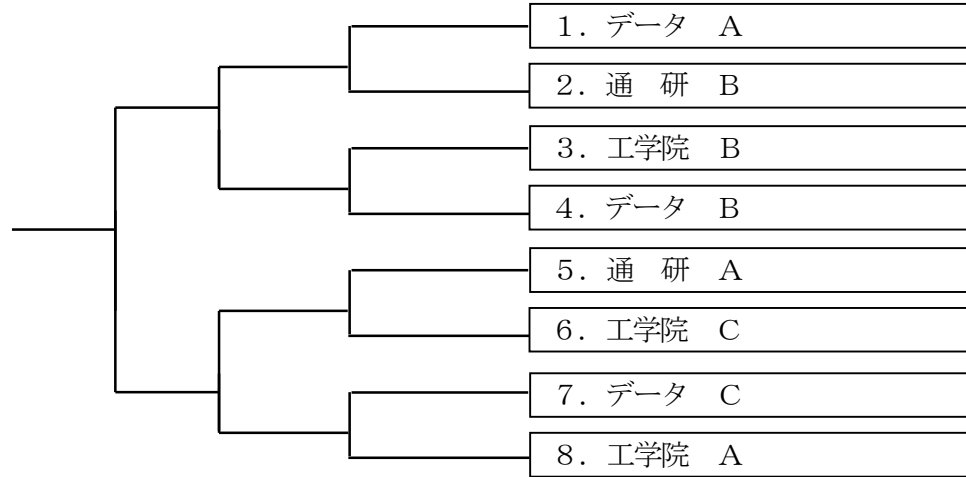 １．データ　Ａ
２．通　研　Ｂ
３．工学院　Ｂ
４．データ　Ｂ
５．通　研　Ａ
６．工学院　Ｃ
７．データ　Ｃ
８．工学院　Ａ